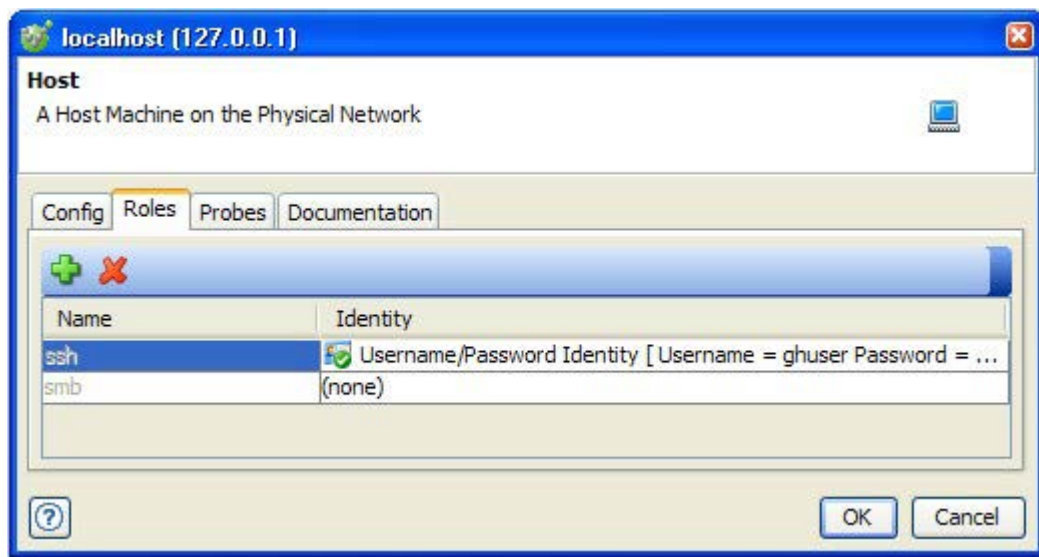 localhost (127.0.0.1)
Host
A Host Machine on the Physical Network
Config Roles Probes Documentation
Name Identity
ssh Username/Password Identity [ Username = ghuser Password = ...
smb (none)
? OK Cancel